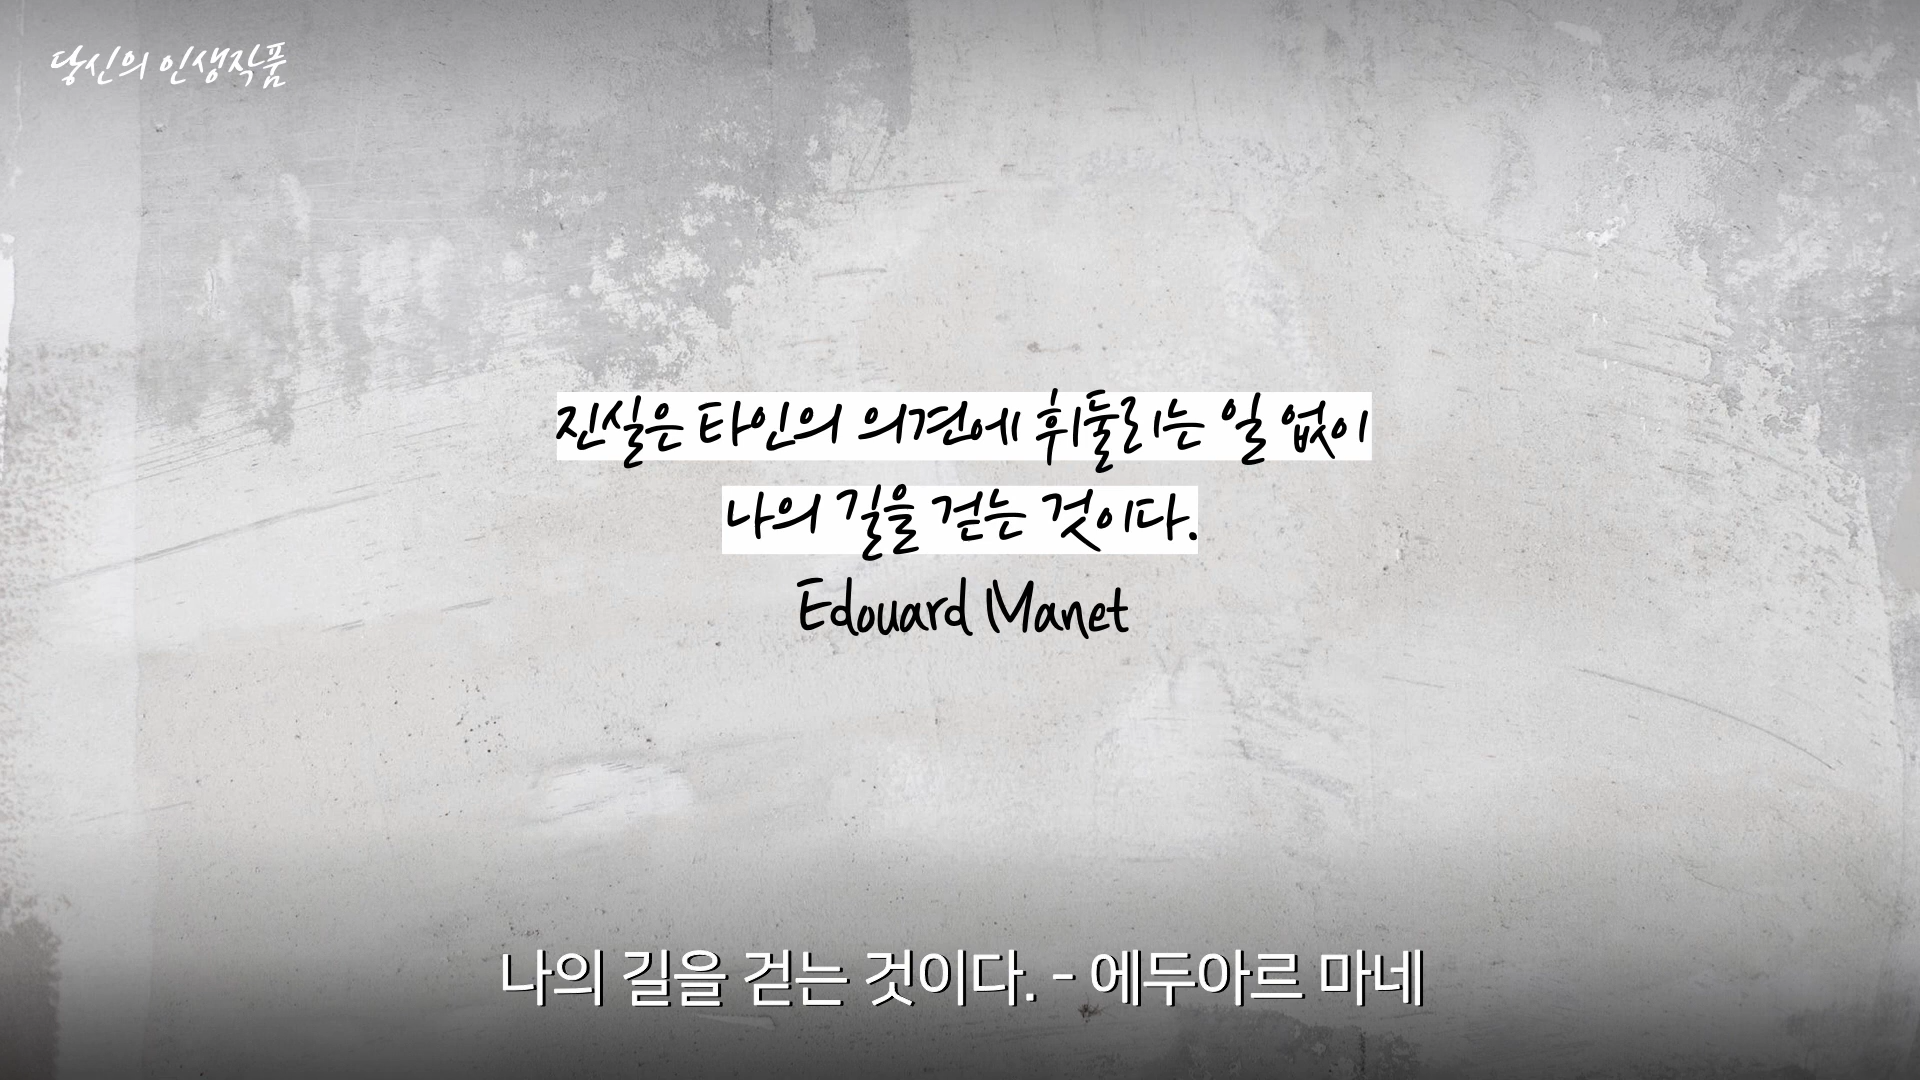 당신의 인생작품
진실은 타인의 의견에 휘둘리는 일 없이
나의 길을 걷는 것이다.
Edouard Manet
나의 길을 걷는 것이다. - 에두아르 마네